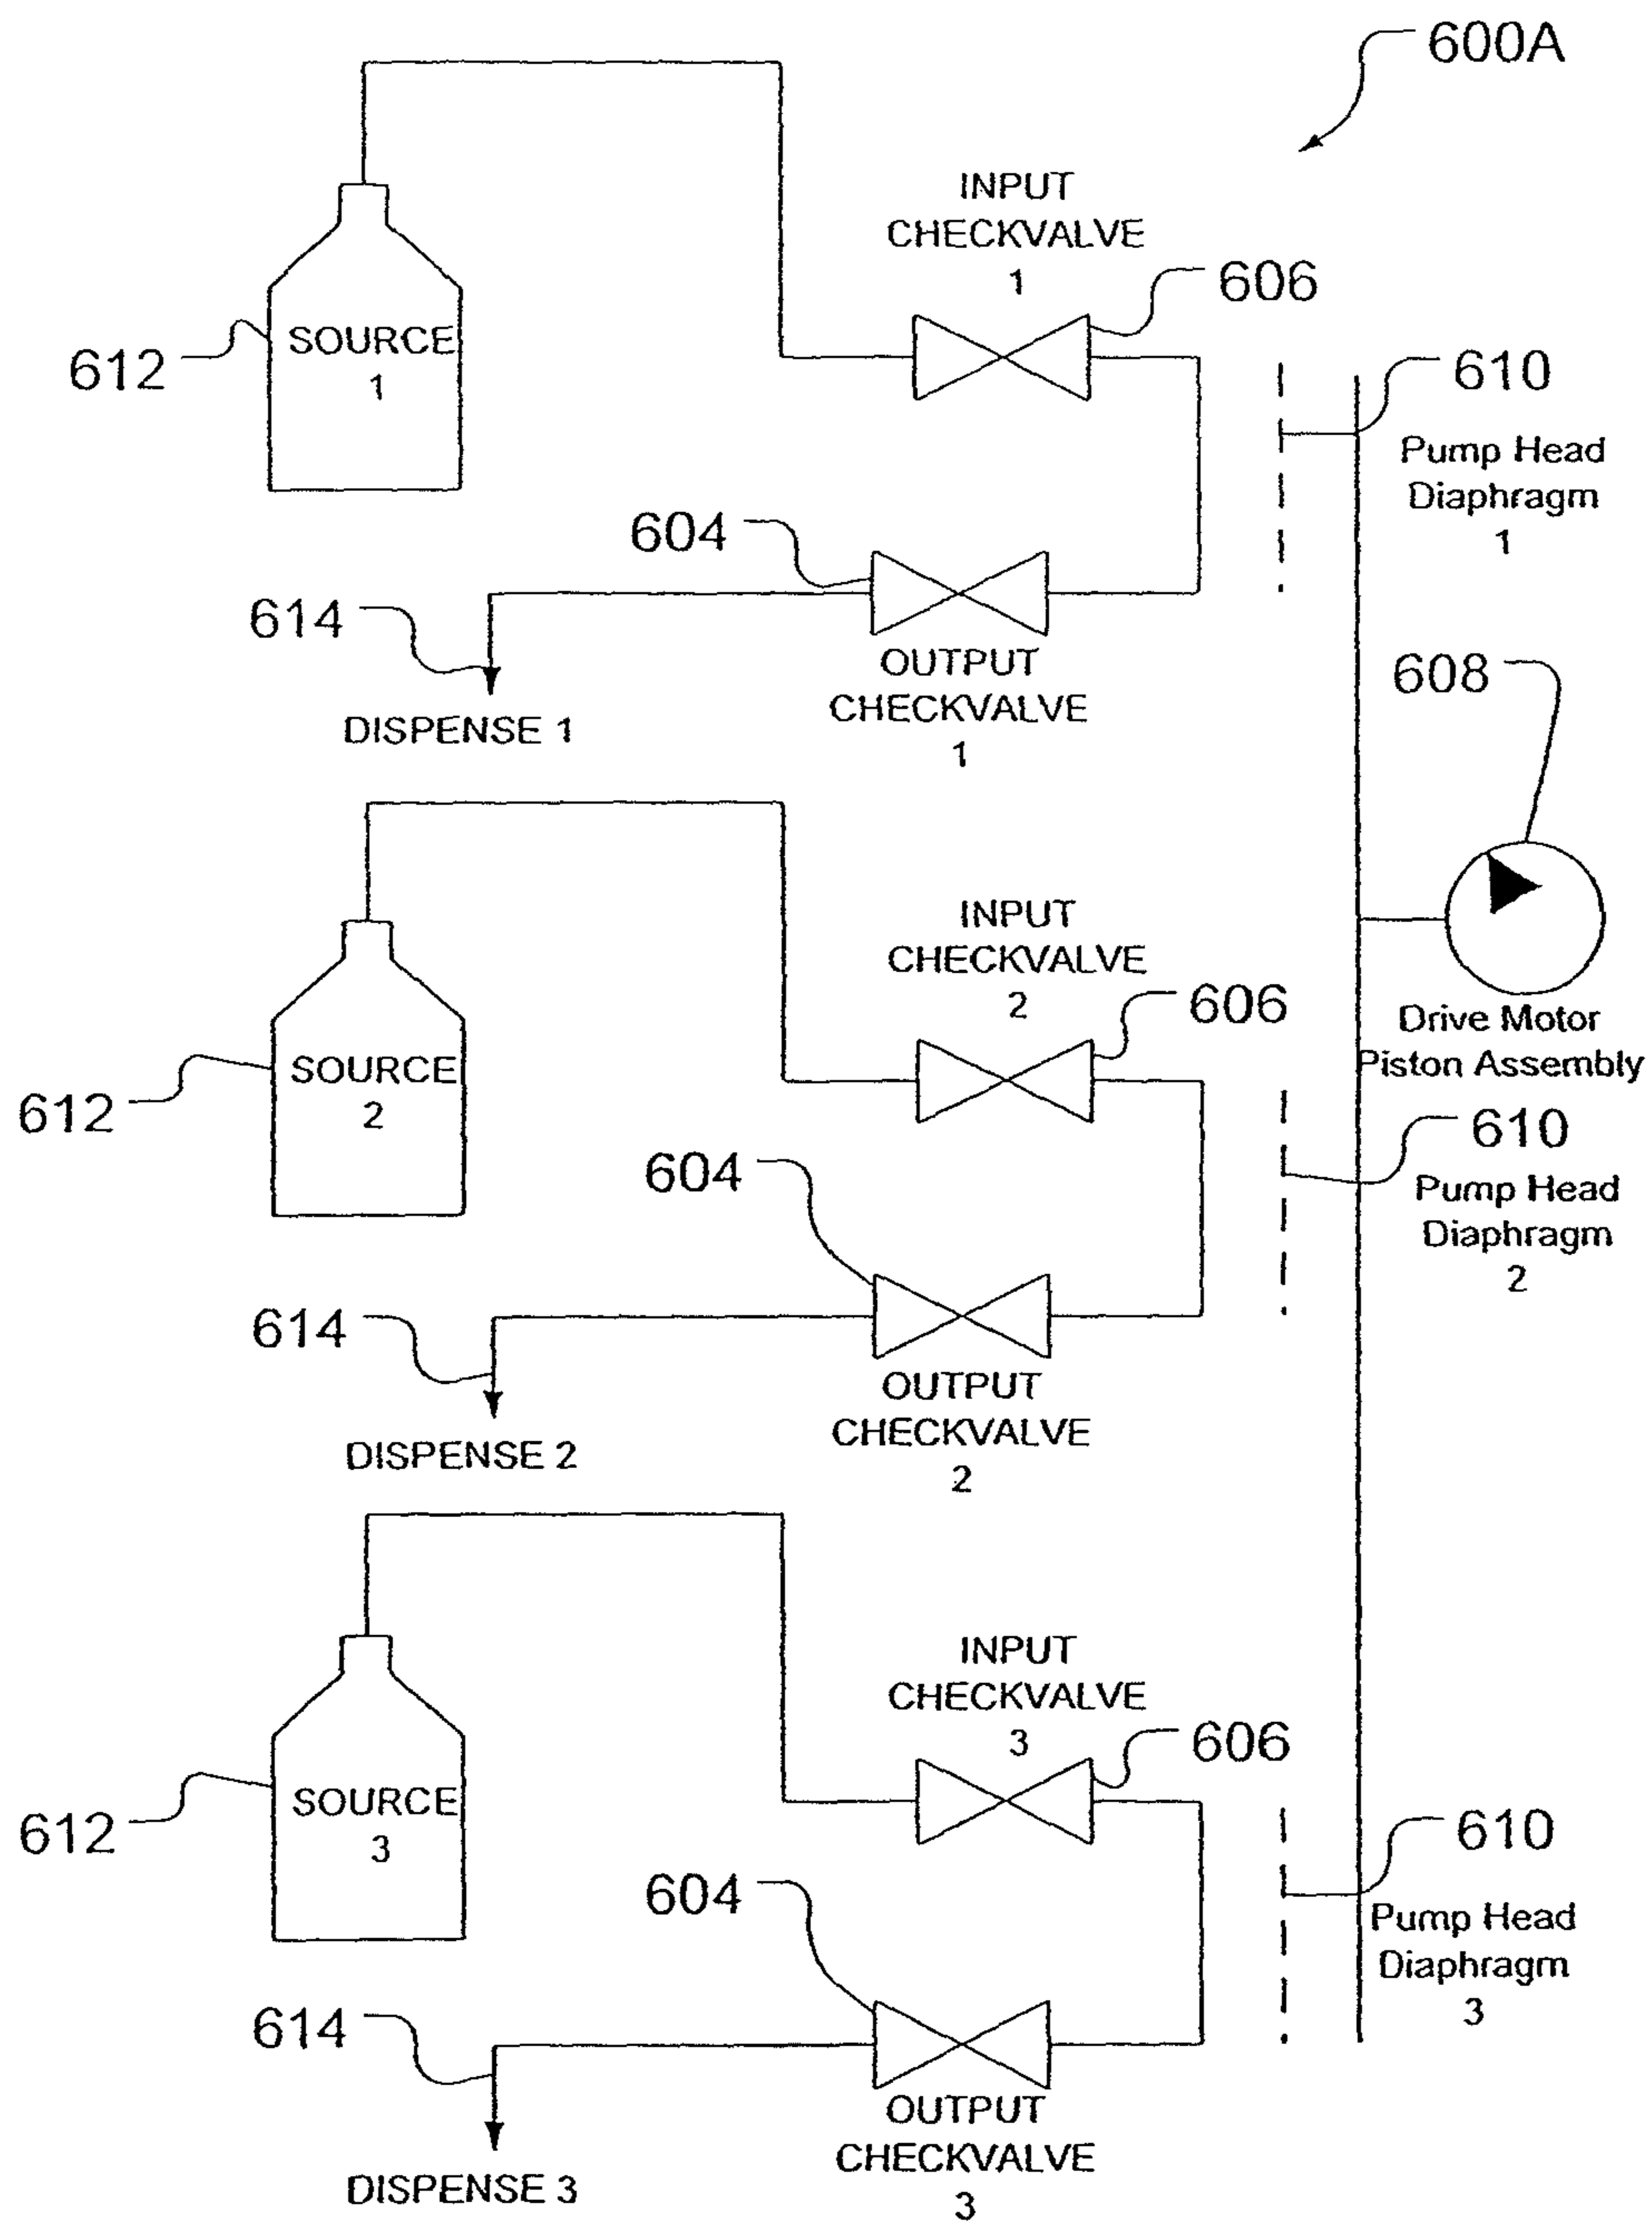 600A
INPUT
CHECKVALVE
1
606
SOURCE
1
612
610
Pump Head
Diaphragm
1
604
614
OUTPUT
CHECKVALVE
1
DISPENSE 1
608
Drive Motor
Piston Assembly
INPUT
CHECKVALVE
2
606
SOURCE
2
612
610
Pump Head
Diaphragm
2
604
614
OUTPUT
CHECKVALVE
2
DISPENSE 2
INPUT
CHECKVALVE
3
606
SOURCE
3
612
610
Pump Head
Diaphragm
3
604
614
OUTPUT
CHECKVALVE
3
DISPENSE 3